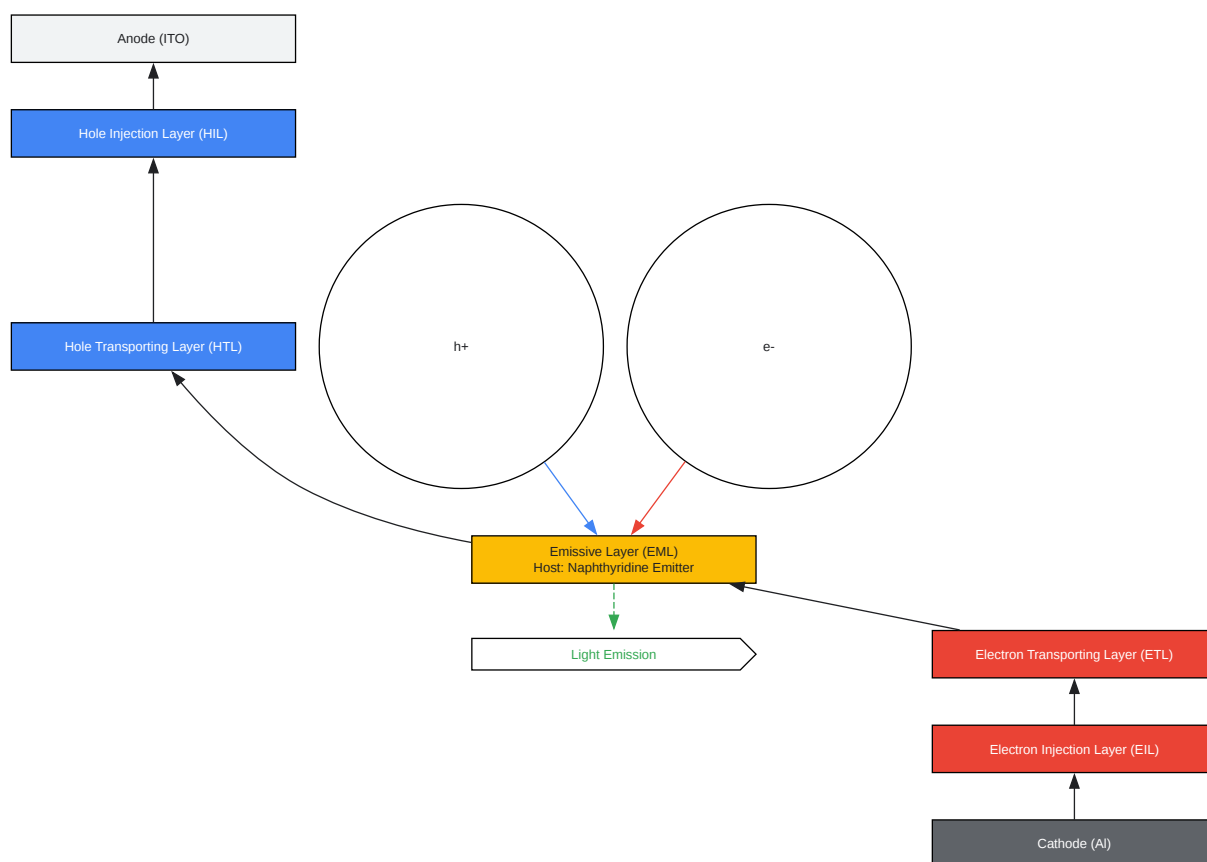 Anode (ITO)
Hole Injection Layer (HIL)
Hole Transporting Layer (HTL)
h+
e-
Emissive Layer (EML)
Host: Naphthyridine Emitter
Light Emission
Electron Transporting Layer (ETL)
Electron Injection Layer (EIL)
Cathode (Al)